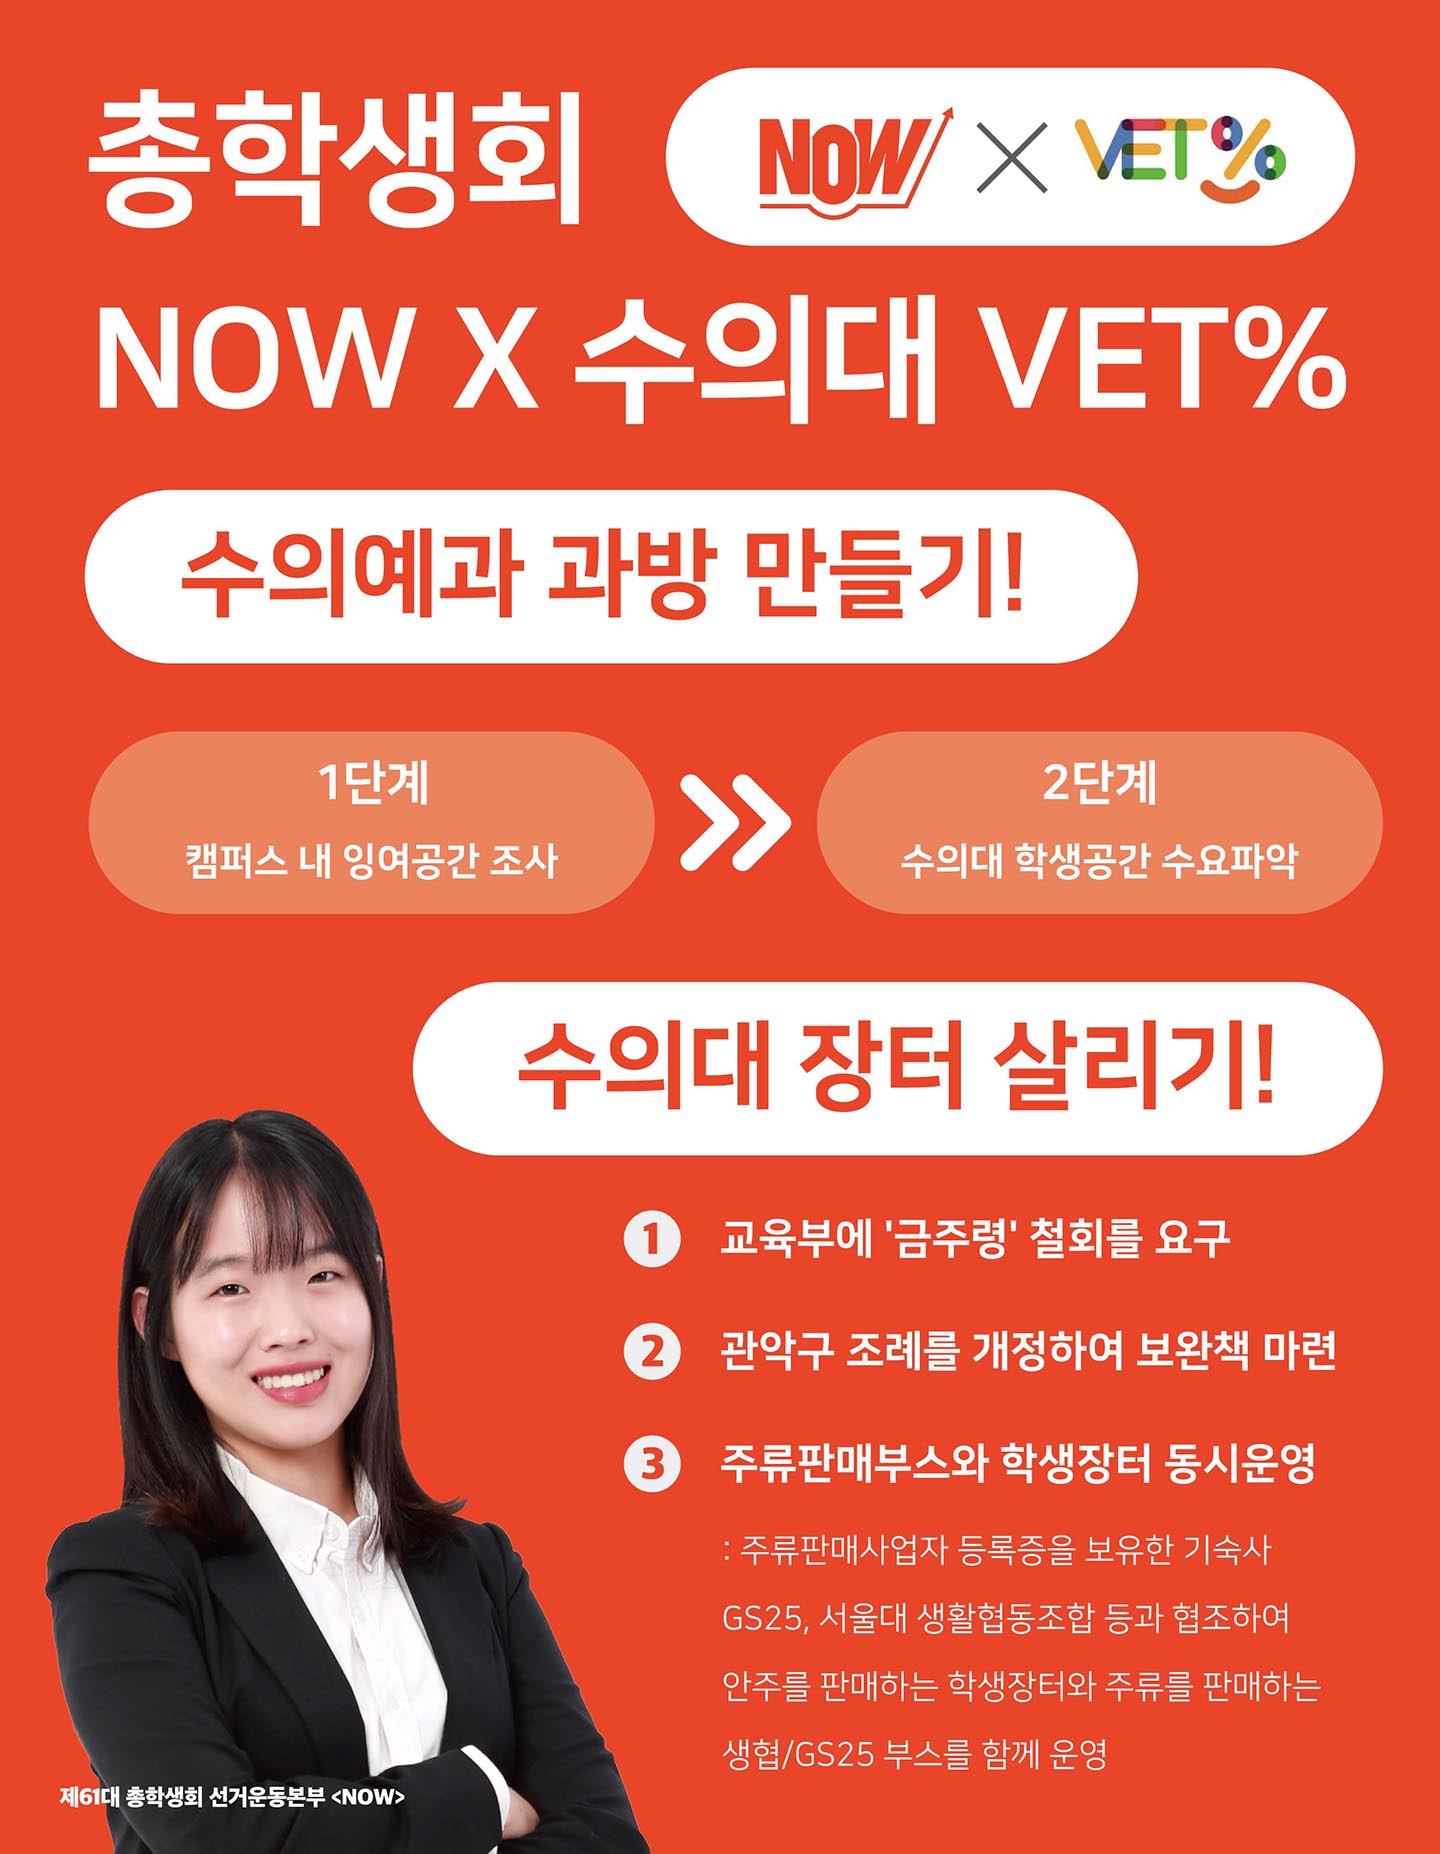 총학생회
NOW X VET%
NOW X 수의대 VET%
수의예과 과방 만들기!
1단계
캠퍼스 내 잉여공간 조사
2단계
수의대 학생공간 수요파악
수의대 장터 살리기!
1 교육부에 '금주령' 철회를 요구
2 관악구 조례를 개정하여 보완책 마련
3 주류판매부스와 학생장터 동시운영
: 주류판매사업자 등록증을 보유한 기숙사
GS25, 서울대 생활협동조합 등과 협조하여
안주를 판매하는 학생장터와 주류를 판매하는
생협/GS25 부스를 함께 운영
제61대 총학생회 선거운동본부 <NOW>